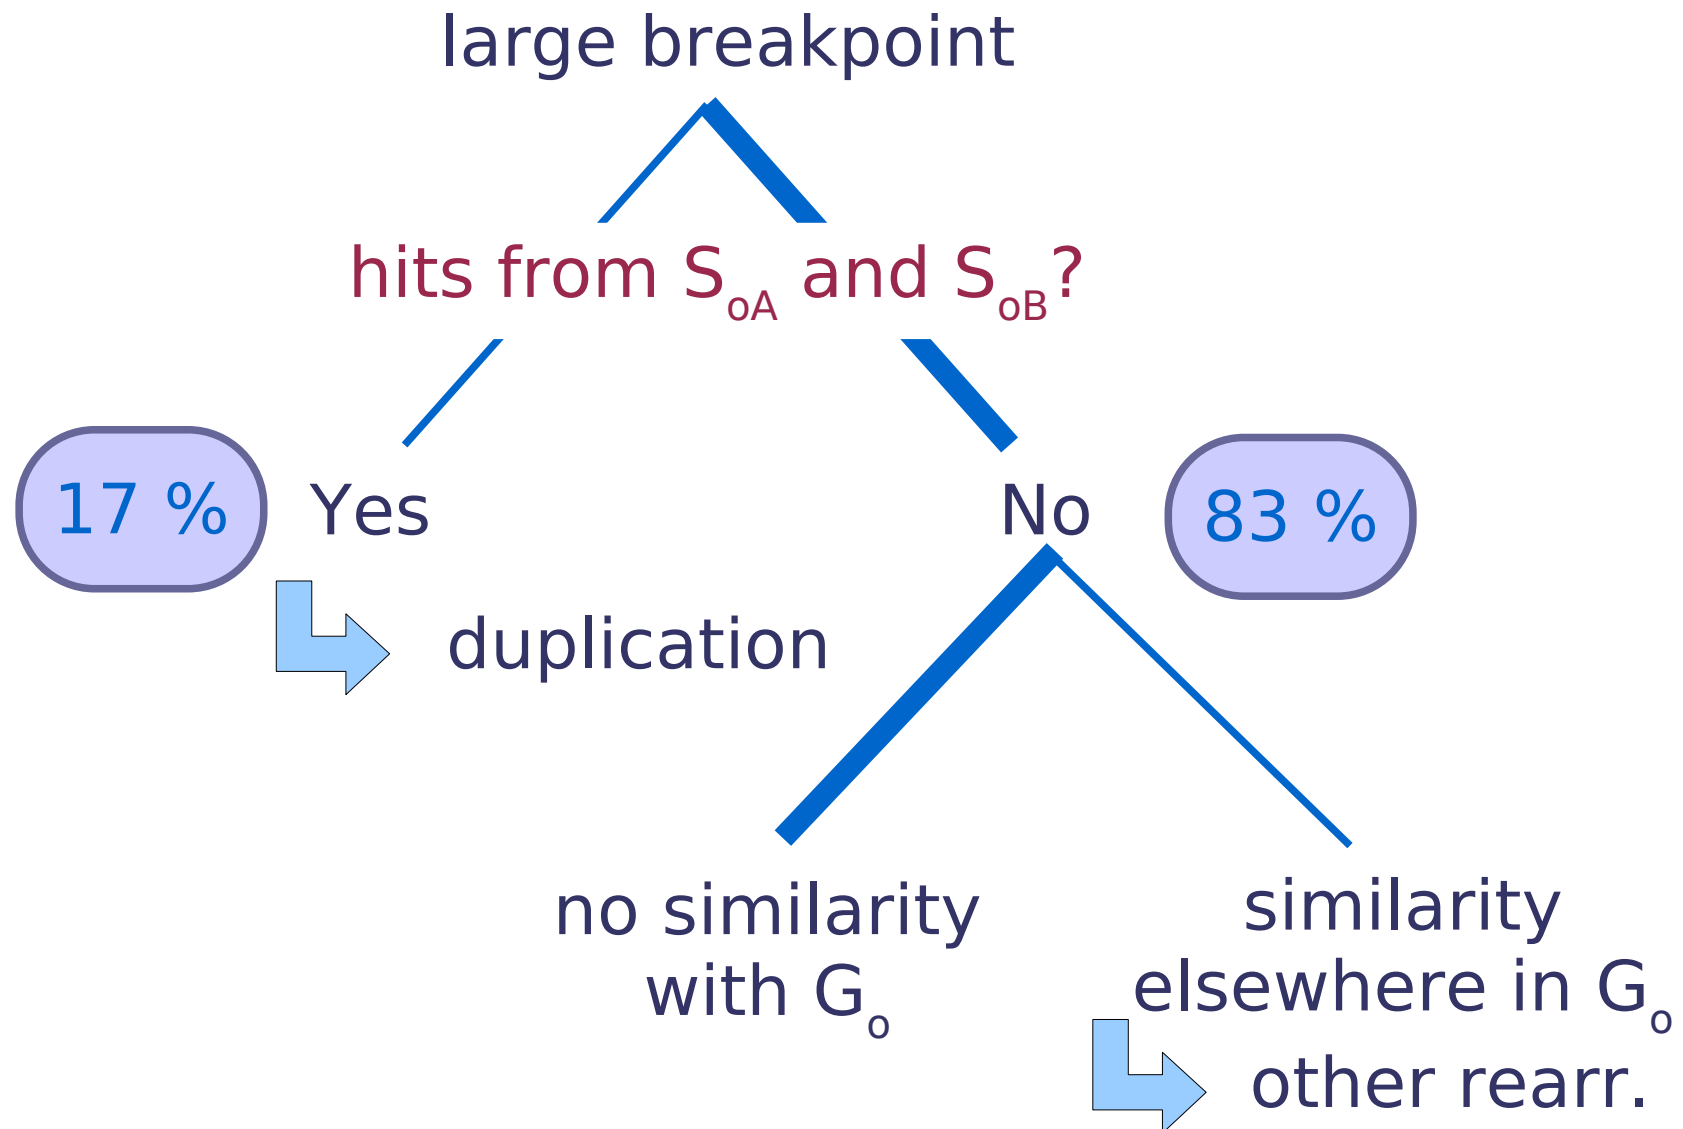 large breakpoint
hits from SoA and SoB?
17 % Yes
No 83 %
duplication
no similarity
with Go
similarity
elsewhere in Go
other rearr.